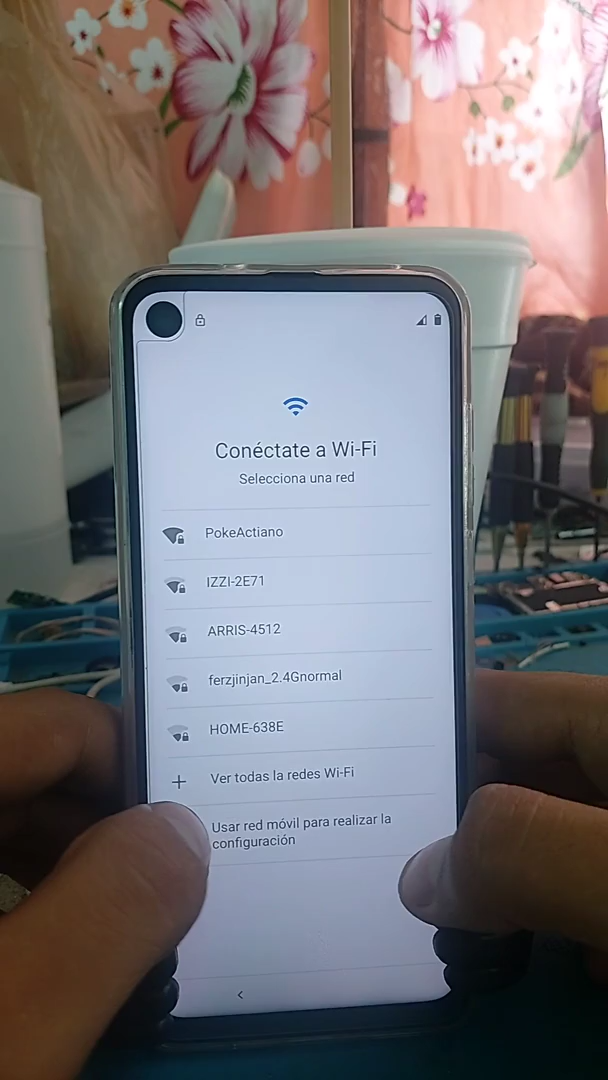 Conéctate a Wi-Fi
Selecciona una red
PokeActiano
IZZI-2E71
ARRIS-4512
ferzjinjan_2.4Gnormal
HOME-638E
Ver todas la redes Wi-Fi
Usar red móvil para realizar la
configuración